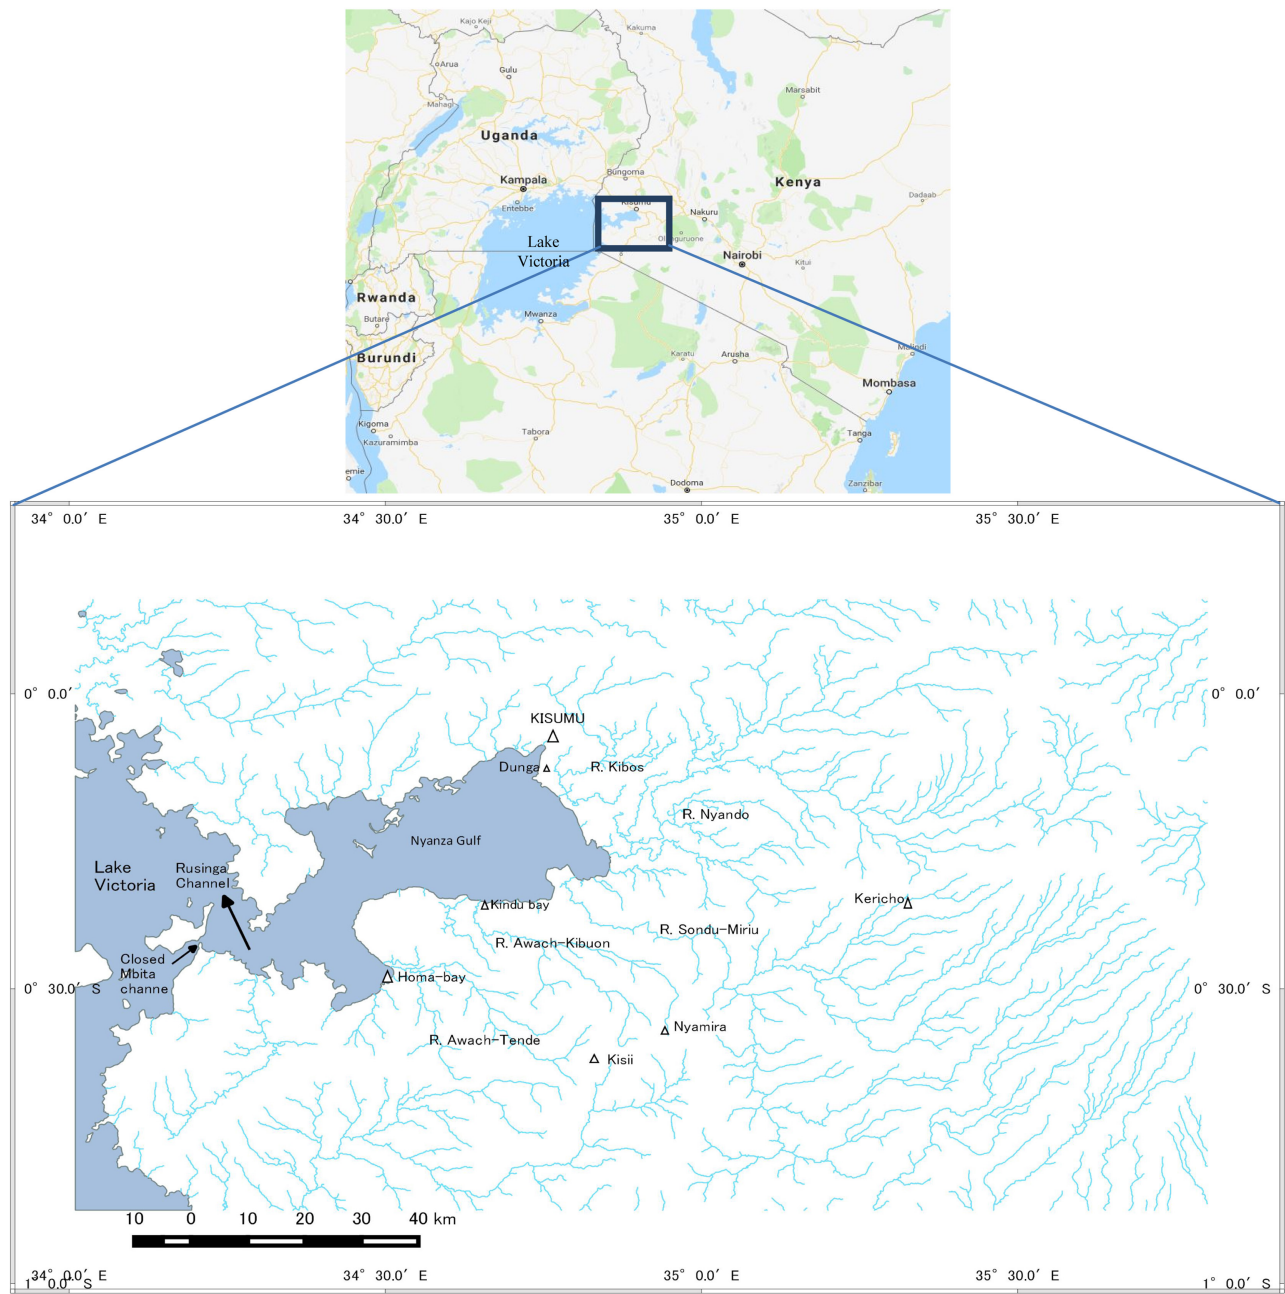 Kajo Keji
Kakuma
Arua
Gulu
Marsabit
Mahagi
Uganda
Bungoma
Kampala
Kenya
Entebbe
Kisumu
Dadaab
Nakuru
Lake
Victoria
Nairobi
Kitui
Rwanda
Butare
Mwanza
Burundi
Karatu
Arusha
Malindi
Mombasa
Kigoma
Kazuramimba
Tabora
Tanga
emie
Dodoma
Zanzibar
34° 0.0′ E
34° 30.0′ E
35° 0.0′ E
35° 30.0′ E
0° 0.0′
0° 0.0′
KISUMU
Dunga
R. Kibos
R. Nyando
Nyanza Gulf
Lake
Victoria
Rusinga
Channel
Kericho
Kindu bay
R. Sondu-Miriu
R. Awach-Kibuon
Closed
Mbita
channe
Homa-bay
0° 30.0′ S
0° 30.0′ S
Nyamira
R. Awach-Tende
Kisii
10 0 10 20 30 40 km
34° 0.0′ E
34° 30.0′ E
35° 0.0′ E
35° 30.0′ E
1° 0.0′ S
1° 0.0′ S